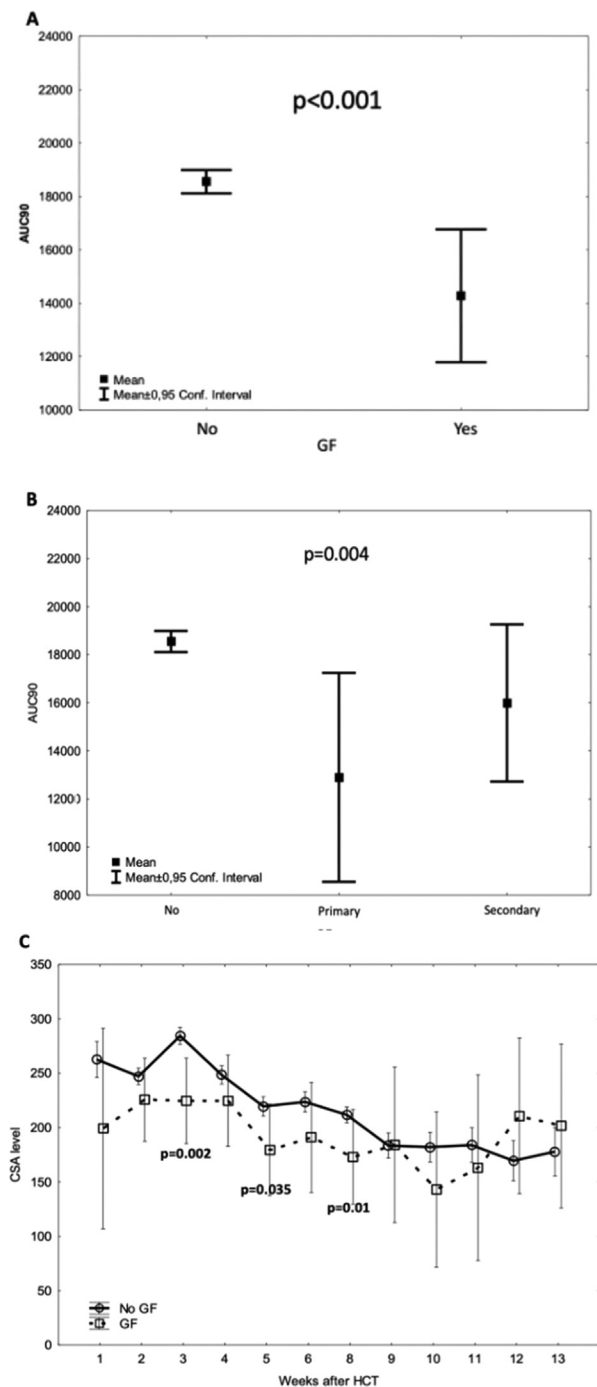 A
24000
22000
p<0.001
20000
18000
AUC90
16000
14000
12000
Mean
Mean±0,95 Conf. Interval
10000
No
Yes
GF
B
24000
22000
p=0.004
20000
18000
AUC90
16000
14000
12000
10000
Mean
Mean±0,95 Conf. Interval
8000
No
Primary
Secondary
C
350
300
250
200
CSA level
150
100
50
0
p=0.002
p=0.035
p=0.01
No GF
GF
1 2 3 4 5 6 8 9 10 11 12 13
Weeks after HCT